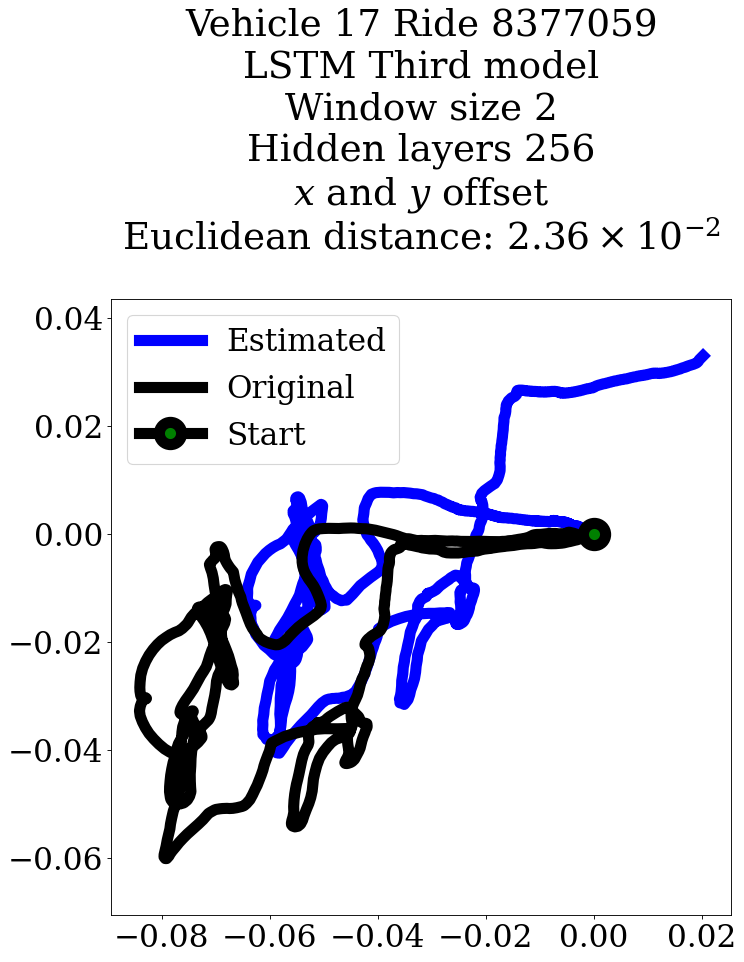 Vehicle 17 Ride 8377059
LSTM Third model
Window size 2
Hidden layers 256
x and y offset
Euclidean distance: 2.36 × 10⁻²
0.04
0.02
0.00
−0.02
−0.04
−0.06
Estimated
Original
Start
−0.08 −0.06 −0.04 −0.02 0.00 0.02